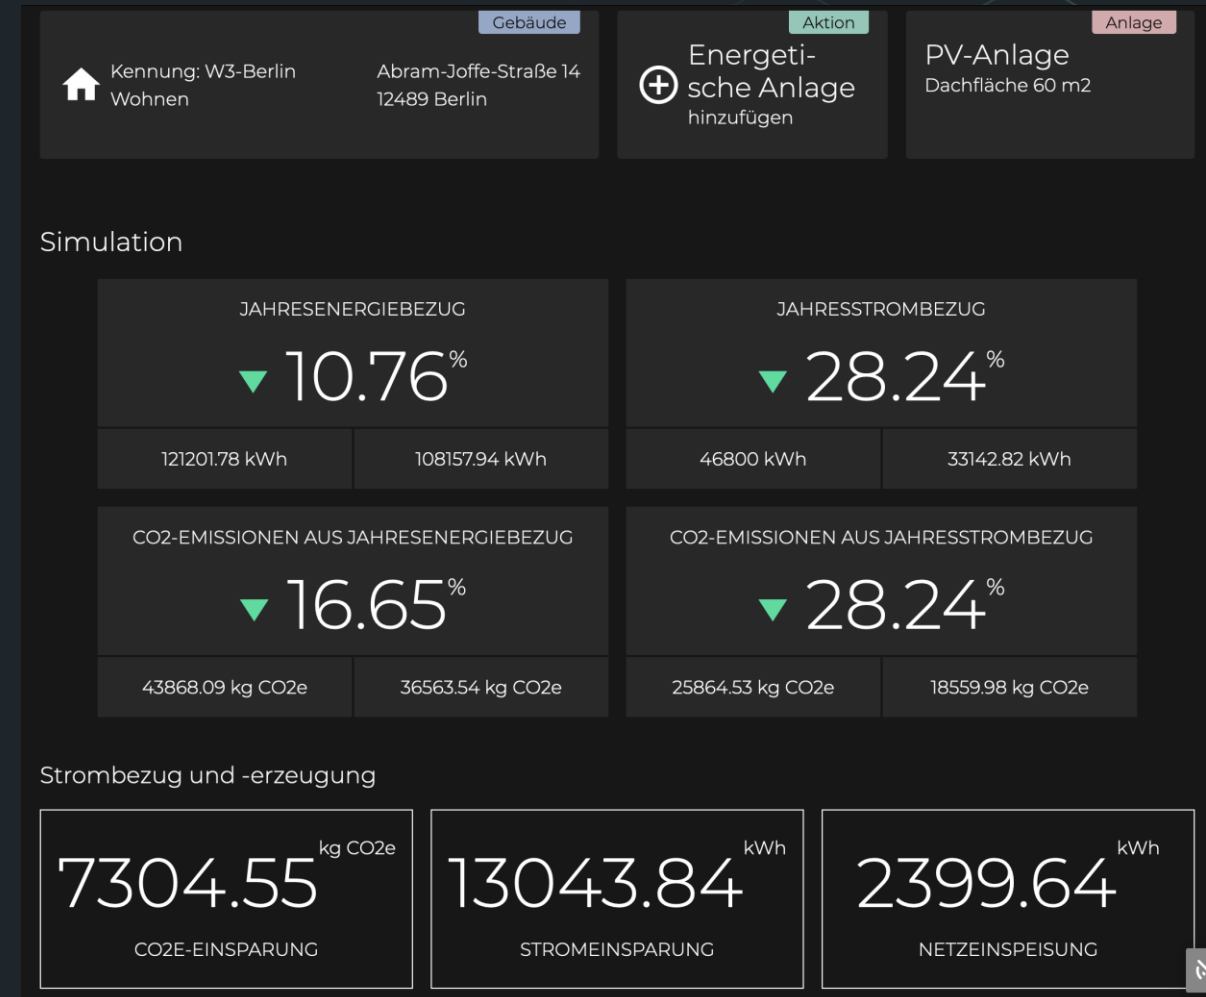 Gebäude
Kennung: W3-Berlin
Wohnen
Abram-Joffe-Straße 14
12489 Berlin
Aktion
Energeti-
sche Anlage
hinzufügen
Anlage
PV-Anlage
Dachfläche 60 m2
Simulation
JAHRESENERGIEBEZUG
10.76%
121201.78 kWh
108157.94 kWh
JAHRESSTROMBEZUG
28.24%
46800 kWh
33142.82 kWh
CO2-EMISSIONEN AUS JAHRESENERGIEBEZUG
16.65%
43868.09 kg CO2e
36563.54 kg CO2e
CO2-EMISSIONEN AUS JAHRESSTROMBEZUG
28.24%
25864.53 kg CO2e
18559.98 kg CO2e
Strombezug und -erzeugung
7304.55 kg CO2e
CO2E-EINSPARUNG
13043.84 kWh
STROMEINSPARUNG
2399.64 kWh
NETZEINSPEISUNG